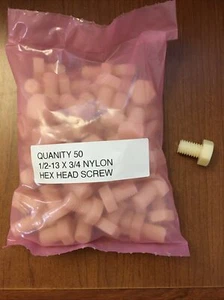 QUANITY 50
1/2-13 X 3/4 NYLON
HEX HEAD SCREW